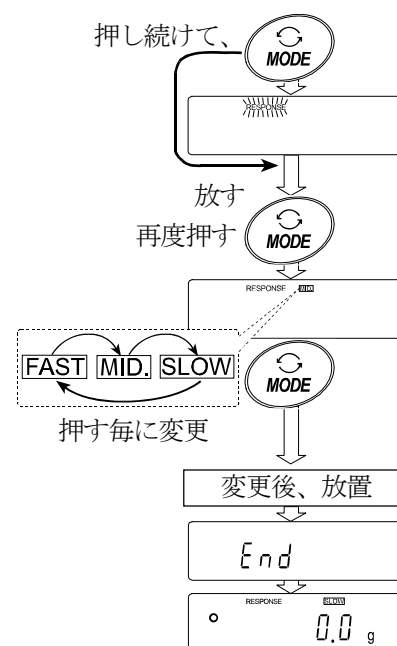 押し続けて、
MODE
RESPONSE
放す
再度押す
MODE
RESPONSE MID.
FAST MID. SLOW
MODE
押す毎に変更
変更後、放置
End
RESPONSE SLOW
0.0 g